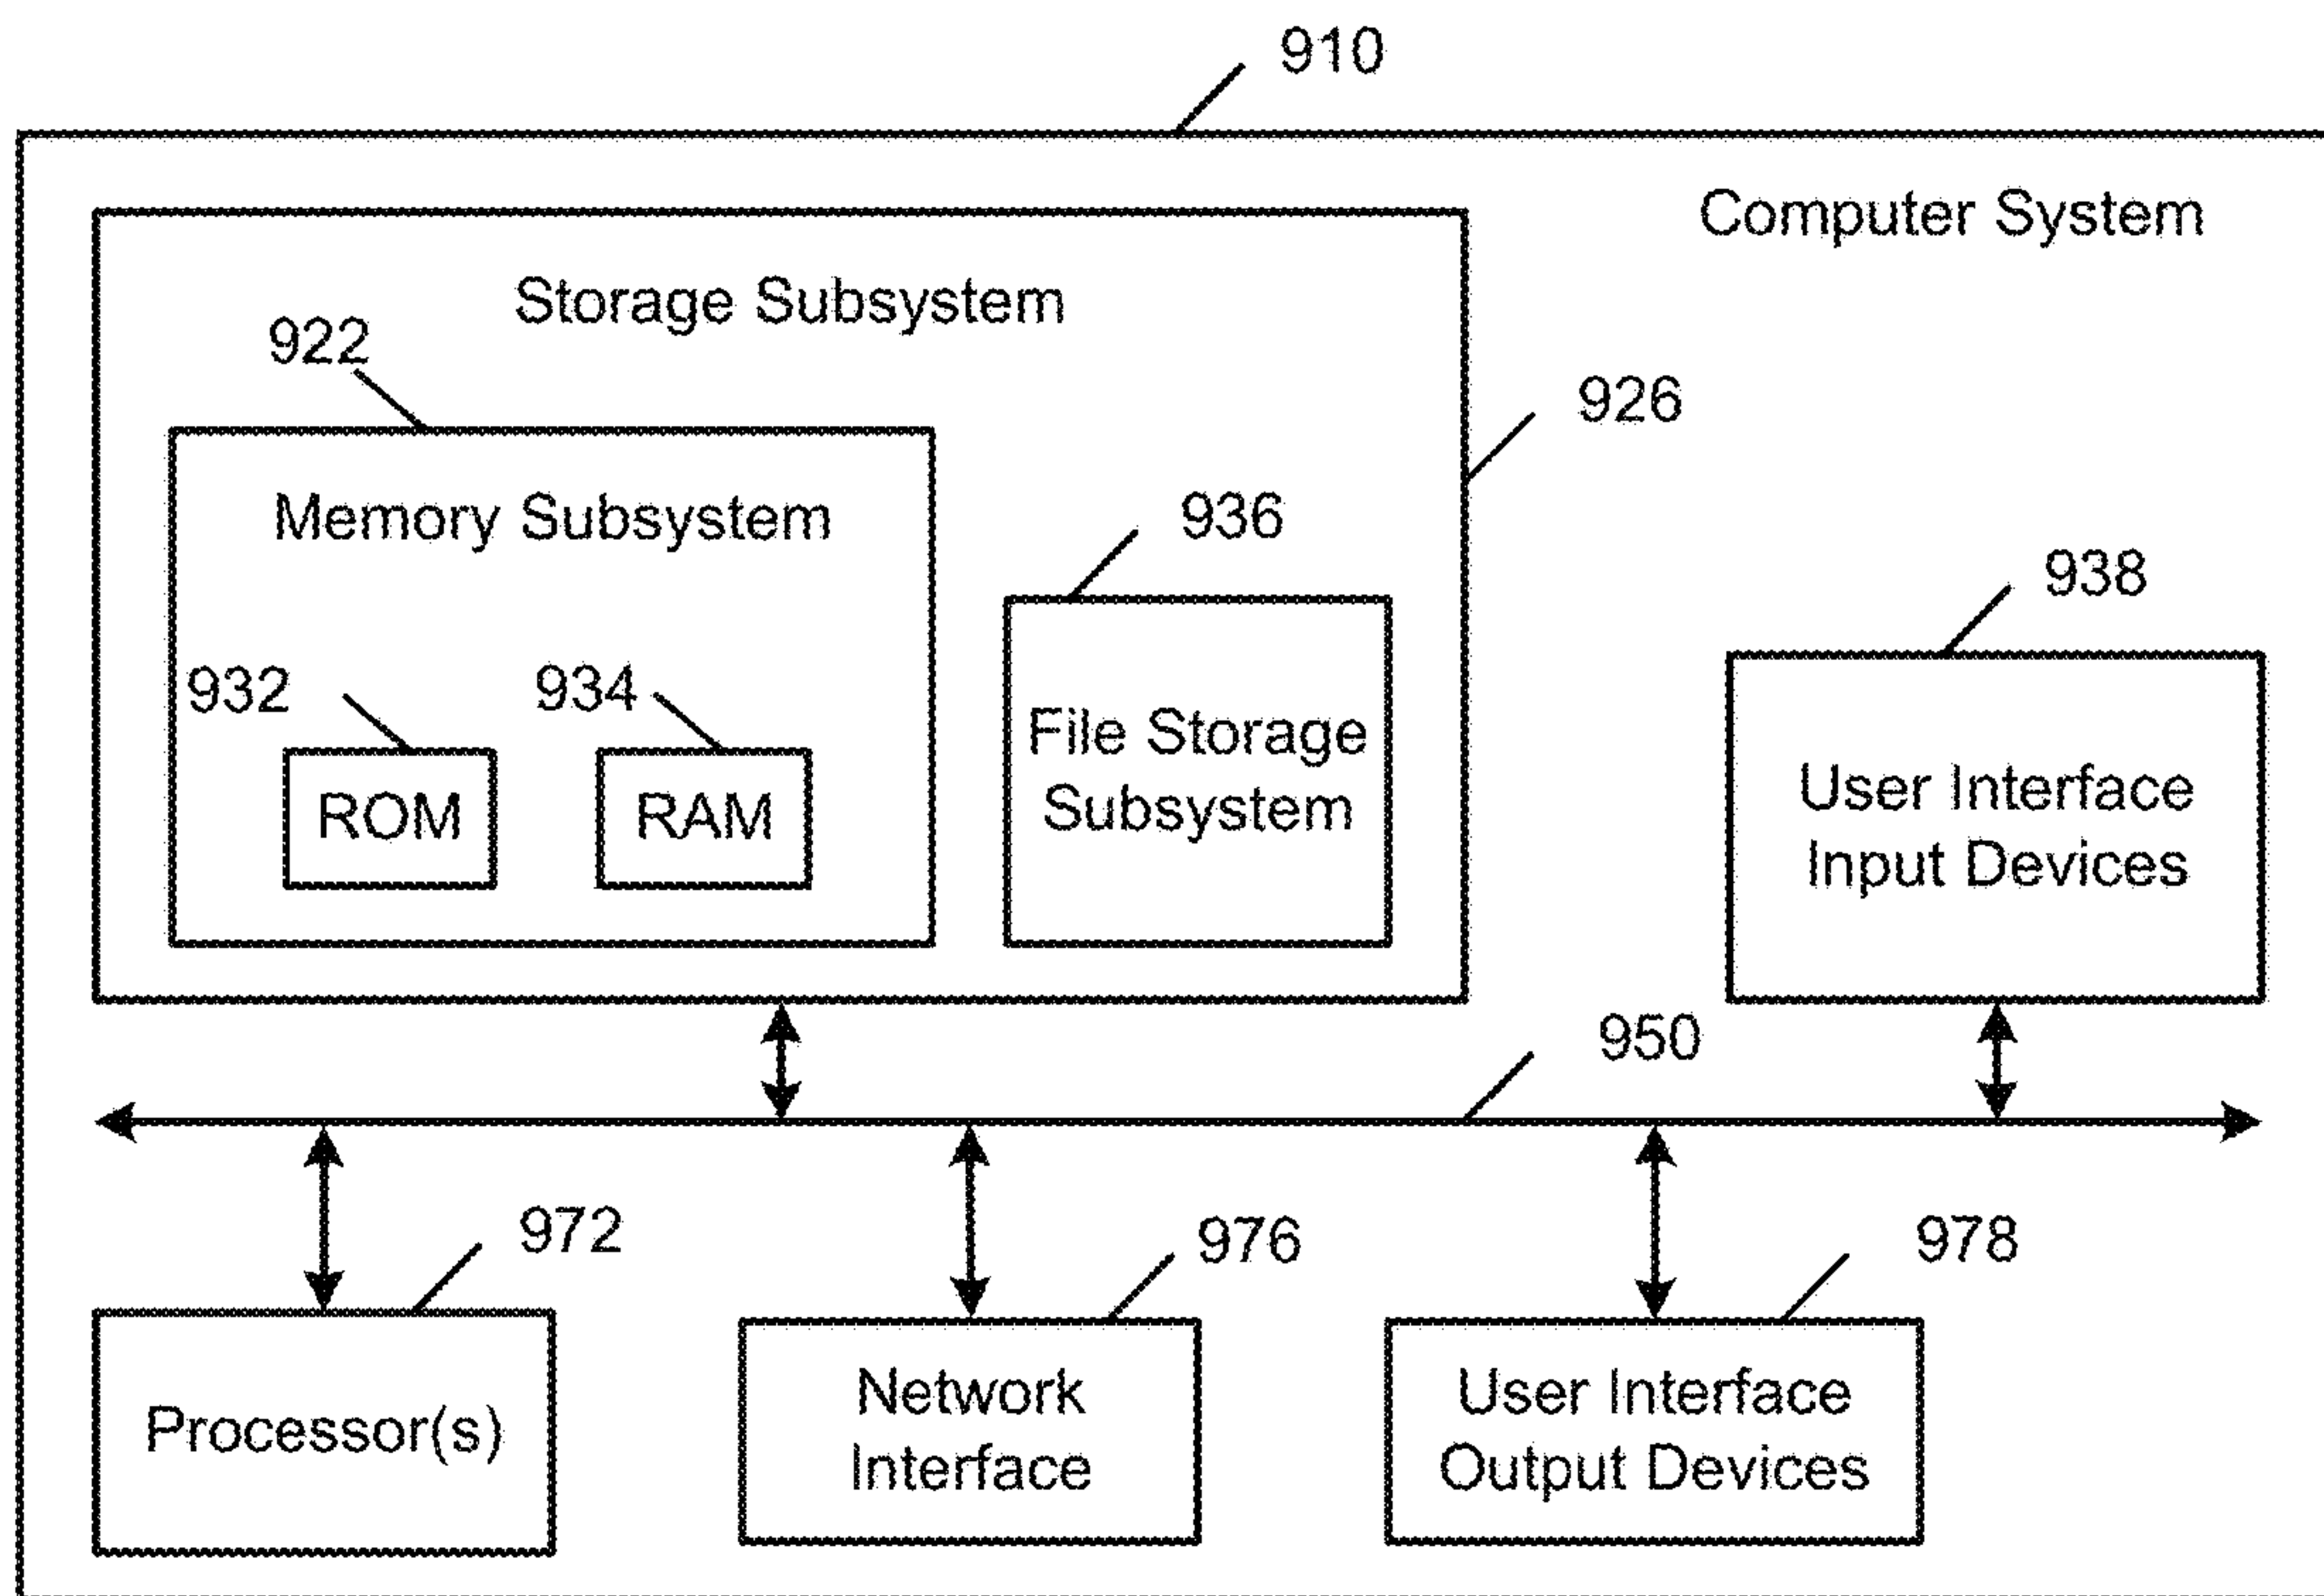 910
Computer System
Storage Subsystem
922
926
Memory Subsystem
936
938
932
934
File Storage
Subsystem
ROM
RAM
User Interface
Input Devices
950
972
976
978
Processor(s)
Network
Interface
User Interface
Output Devices